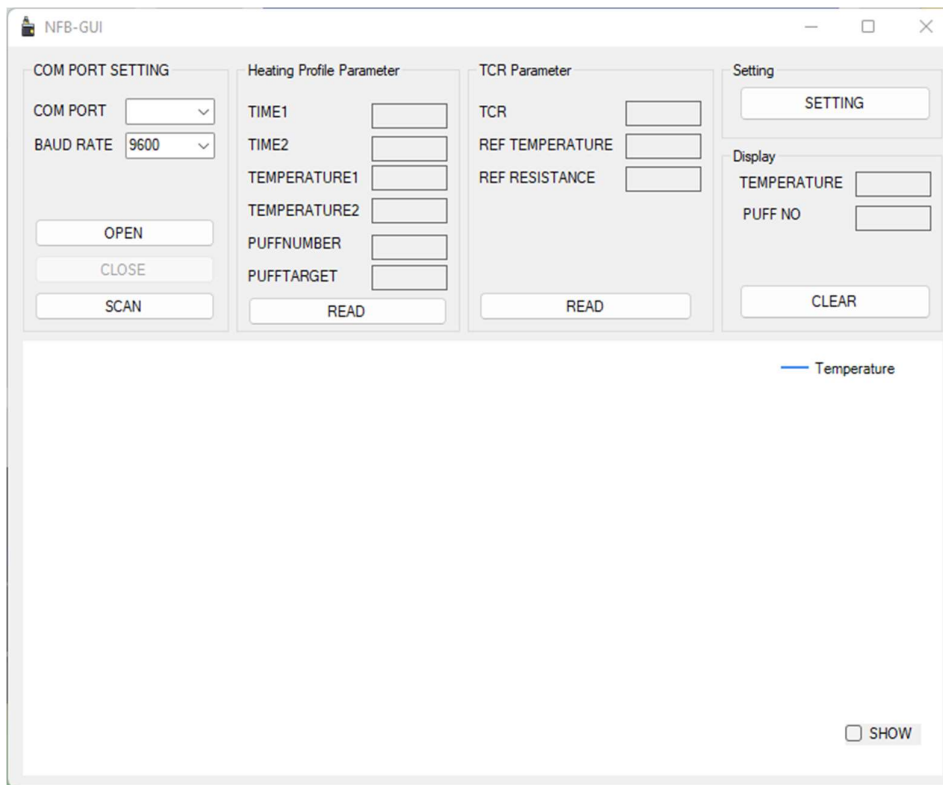 NFB-GUI
COM PORT SETTING
COM PORT
BAUD RATE 9600
OPEN
CLOSE
SCAN
Heating Profile Parameter
TIME1
TIME2
TEMPERATURE1
TEMPERATURE2
PUFFNUMBER
PUFFTARGET
READ
TCR Parameter
TCR
REF TEMPERATURE
REF RESISTANCE
READ
Setting
SETTING
Display
TEMPERATURE
PUFF NO
CLEAR
Temperature
SHOW